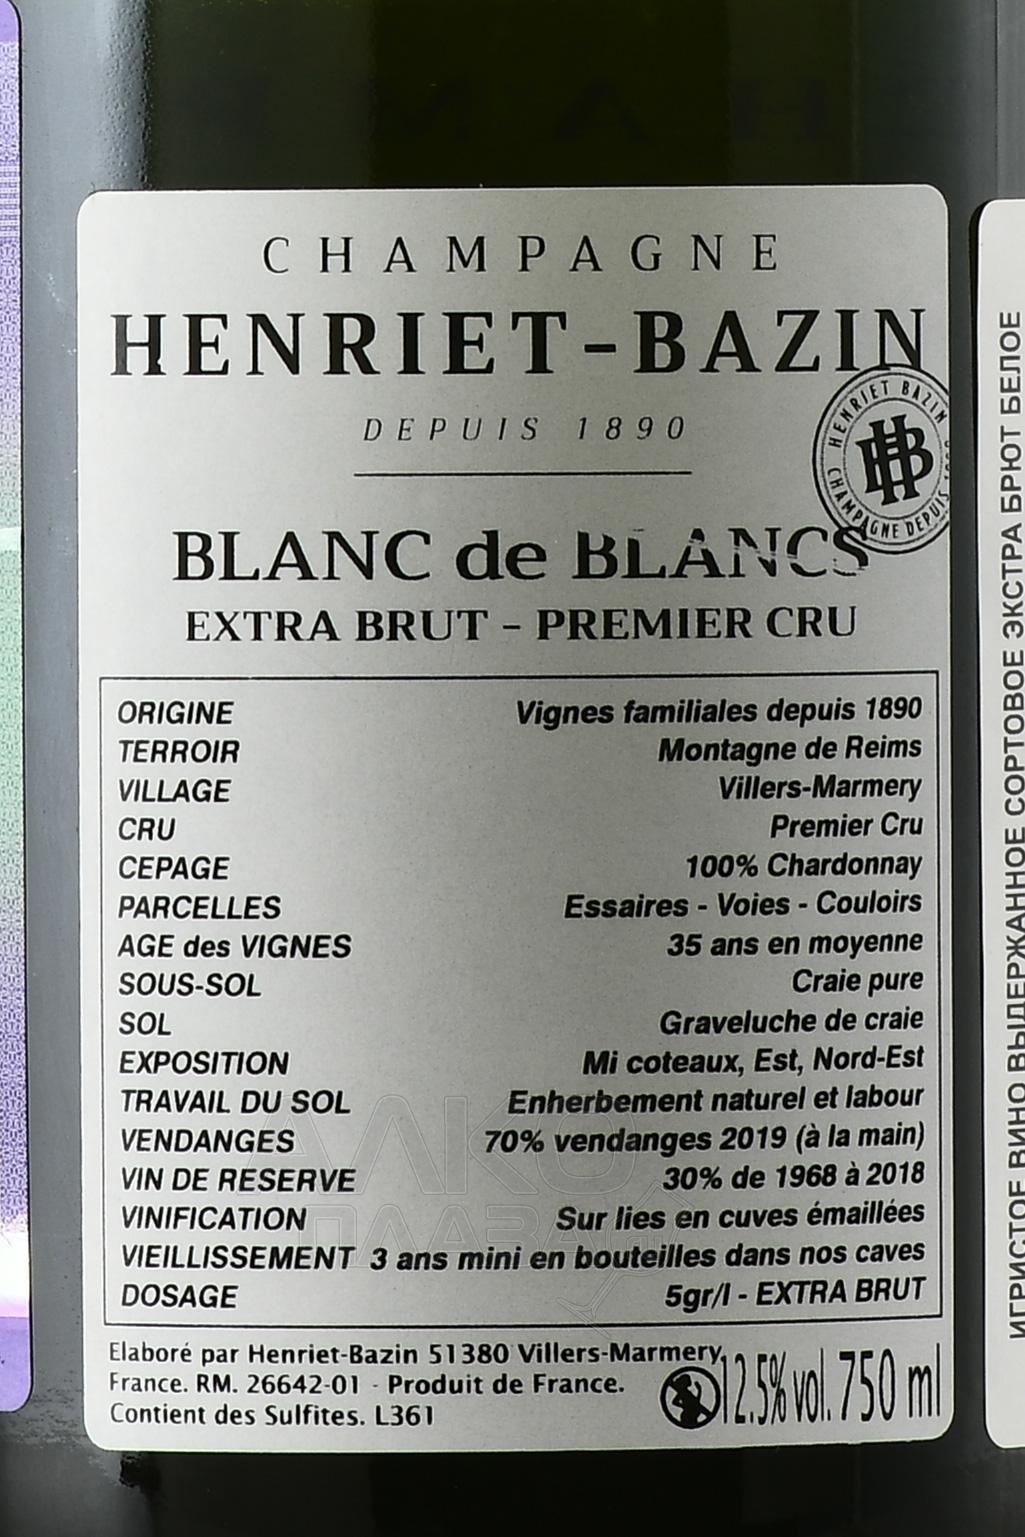 CHAMPAGNE
HENRIET-BAZIN
DEPUIS 1890
HENRIET BAZIN
CHAMPAGNE DEPUIS
HB
BLANC de BLANCS
EXTRA BRUT - PREMIER CRU
ORIGINE Vignes familiales depuis 1890
TERROIR Montagne de Reims
VILLAGE Villers-Marmery
CRU Premier Cru
CEPAGE 100% Chardonnay
PARCELLES Essaires - Voies - Couloirs
AGE des VIGNES 35 ans en moyenne
SOUS-SOL Craie pure
SOL Graveluche de craie
EXPOSITION Mi coteaux, Est, Nord-Est
TRAVAIL DU SOL Enherbement naturel et labour
VENDANGES 70% vendanges 2019 (à la main)
VIN DE RESERVE 30% de 1968 à 2018
VINIFICATION Sur lies en cuves émaillées
VIEILLISSEMENT 3 ans mini en bouteilles dans nos caves
DOSAGE 5gr/l - EXTRA BRUT
Elaboré par Henriet-Bazin 51380 Villers-Marmery
France. RM. 26642-01 - Produit de France.
Contient des Sulfites. L361
12.5% vol. 750 ml
ИГРИСТОЕ ВИНО ВЫДЕРЖАННОЕ СОРТОВОЕ ЭКСТРА БРЮТ БЕЛОЕ
АЛКО
ПЛАЗА